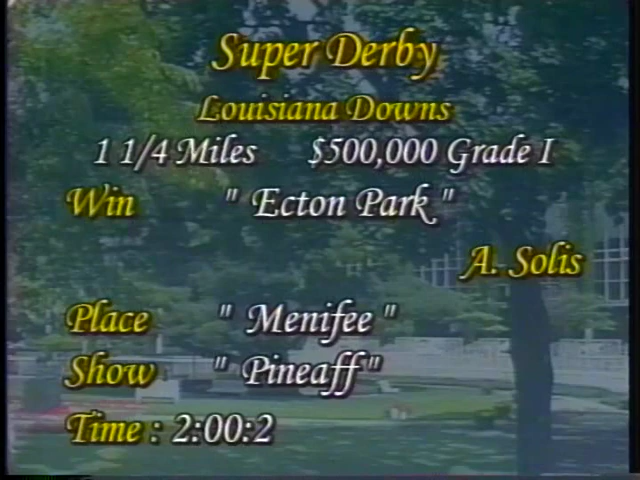 Super Derby
Louisiana Downs
1 1/4 Miles $500,000 Grade I
Win " Ecton Park "
A. Solis
Place " Menifee "
Show " Pineaff "
Time : 2:00:2